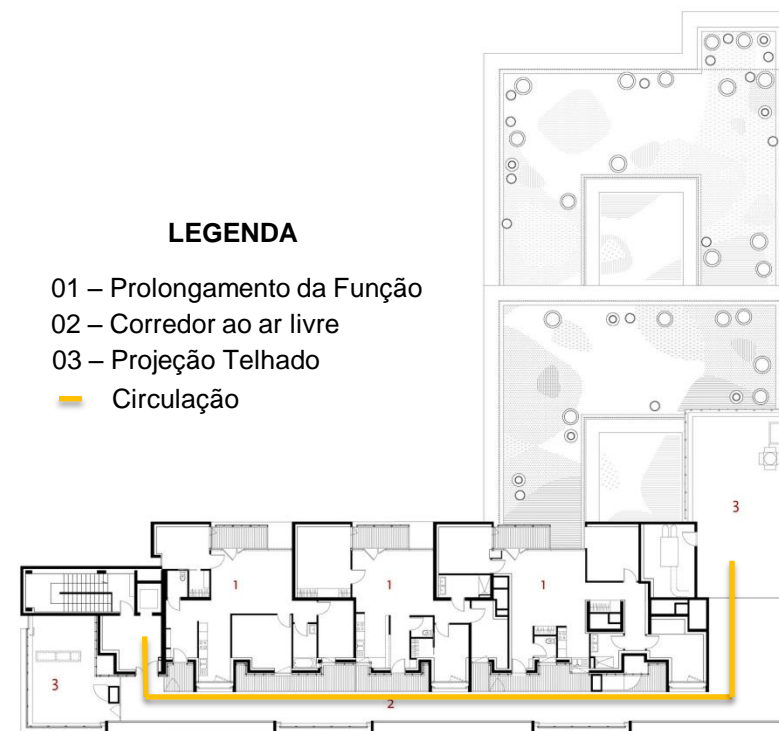 LEGENDA
01 – Prolongamento da Função
02 – Corredor ao ar livre
03 – Projeção Telhado
Circulação
3
1 1 1
3
2